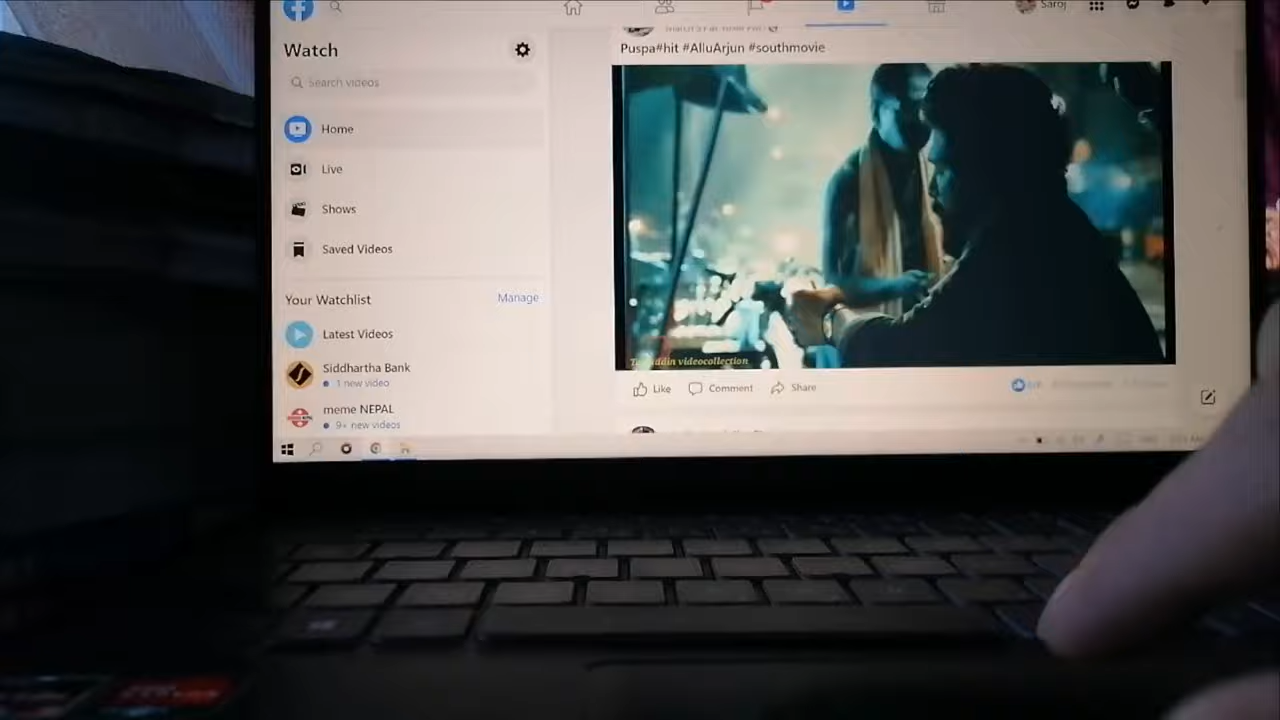 Saroj
Watch
Search videos
Home
Live
Shows
Saved Videos
Your Watchlist
Manage
Latest Videos
Siddhartha Bank
1 new video
meme NEPAL
9+ new videos
Puspa#hit #AlluArjun #southmovie
videocollection
Like
Comment
Share